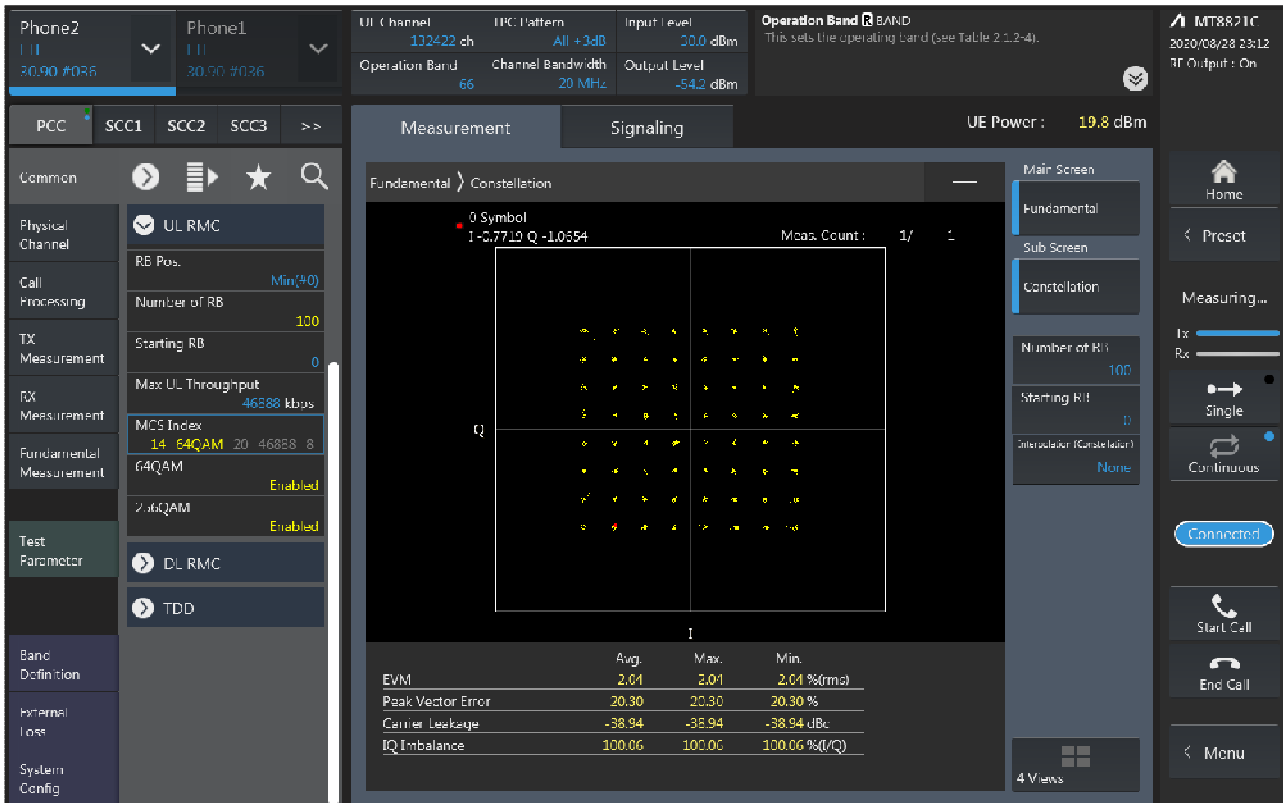 Phone2
LTE
30.90 #036
Phone1
LTE
30.90 #036
UL Channel
132422 ch
TPC Pattern
All +3dB
Input Level
30.0 dBm
Operation Band
66
Channel Bandwidth
20 MHz
Output Level
-54.2 dBm
Operation Band R BAND
This sets the operating band (see Table 2.1.2-4).
MT8821C
2020/08/28 23:12
RF Output : On
PCC
SCC1
SCC2
SCC3
>>
Measurement
Signaling
UE Power : 19.8 dBm
Common
Physical
Channel
Call
Processing
TX
Measurement
RX
Measurement
Fundamental
Measurement
Test
Parameter
Band
Definition
External
Loss
System
Config
UL RMC
RB Pos.
Min(#0)
Number of RB
100
Starting RB
0
Max UL Throughput
46888 kbps
MCS Index
14 64QAM 20 46888 8
64QAM
Enabled
256QAM
Enabled
DL RMC
TDD
Fundamental > Constellation
0 Symbol
I -0.7719 Q -1.0654
Meas. Count : 1/ 1
Q
I
Avg. Max. Min.
EVM 2.04 2.04 2.04 %(rms)
Peak Vector Error 20.30 20.30 20.30 %
Carrier Leakage -38.94 -38.94 -38.94 dBc
IQ Imbalance 100.06 100.06 100.06 %(I/Q)
Main Screen
Fundamental
Sub Screen
Constellation
Number of RB
100
Starting RB
0
Interpolation (Constellation)
None
4 Views
Home
< Preset
Measuring...
Tx
Rx
Single
Continuous
Connected
Start Call
End Call
< Menu